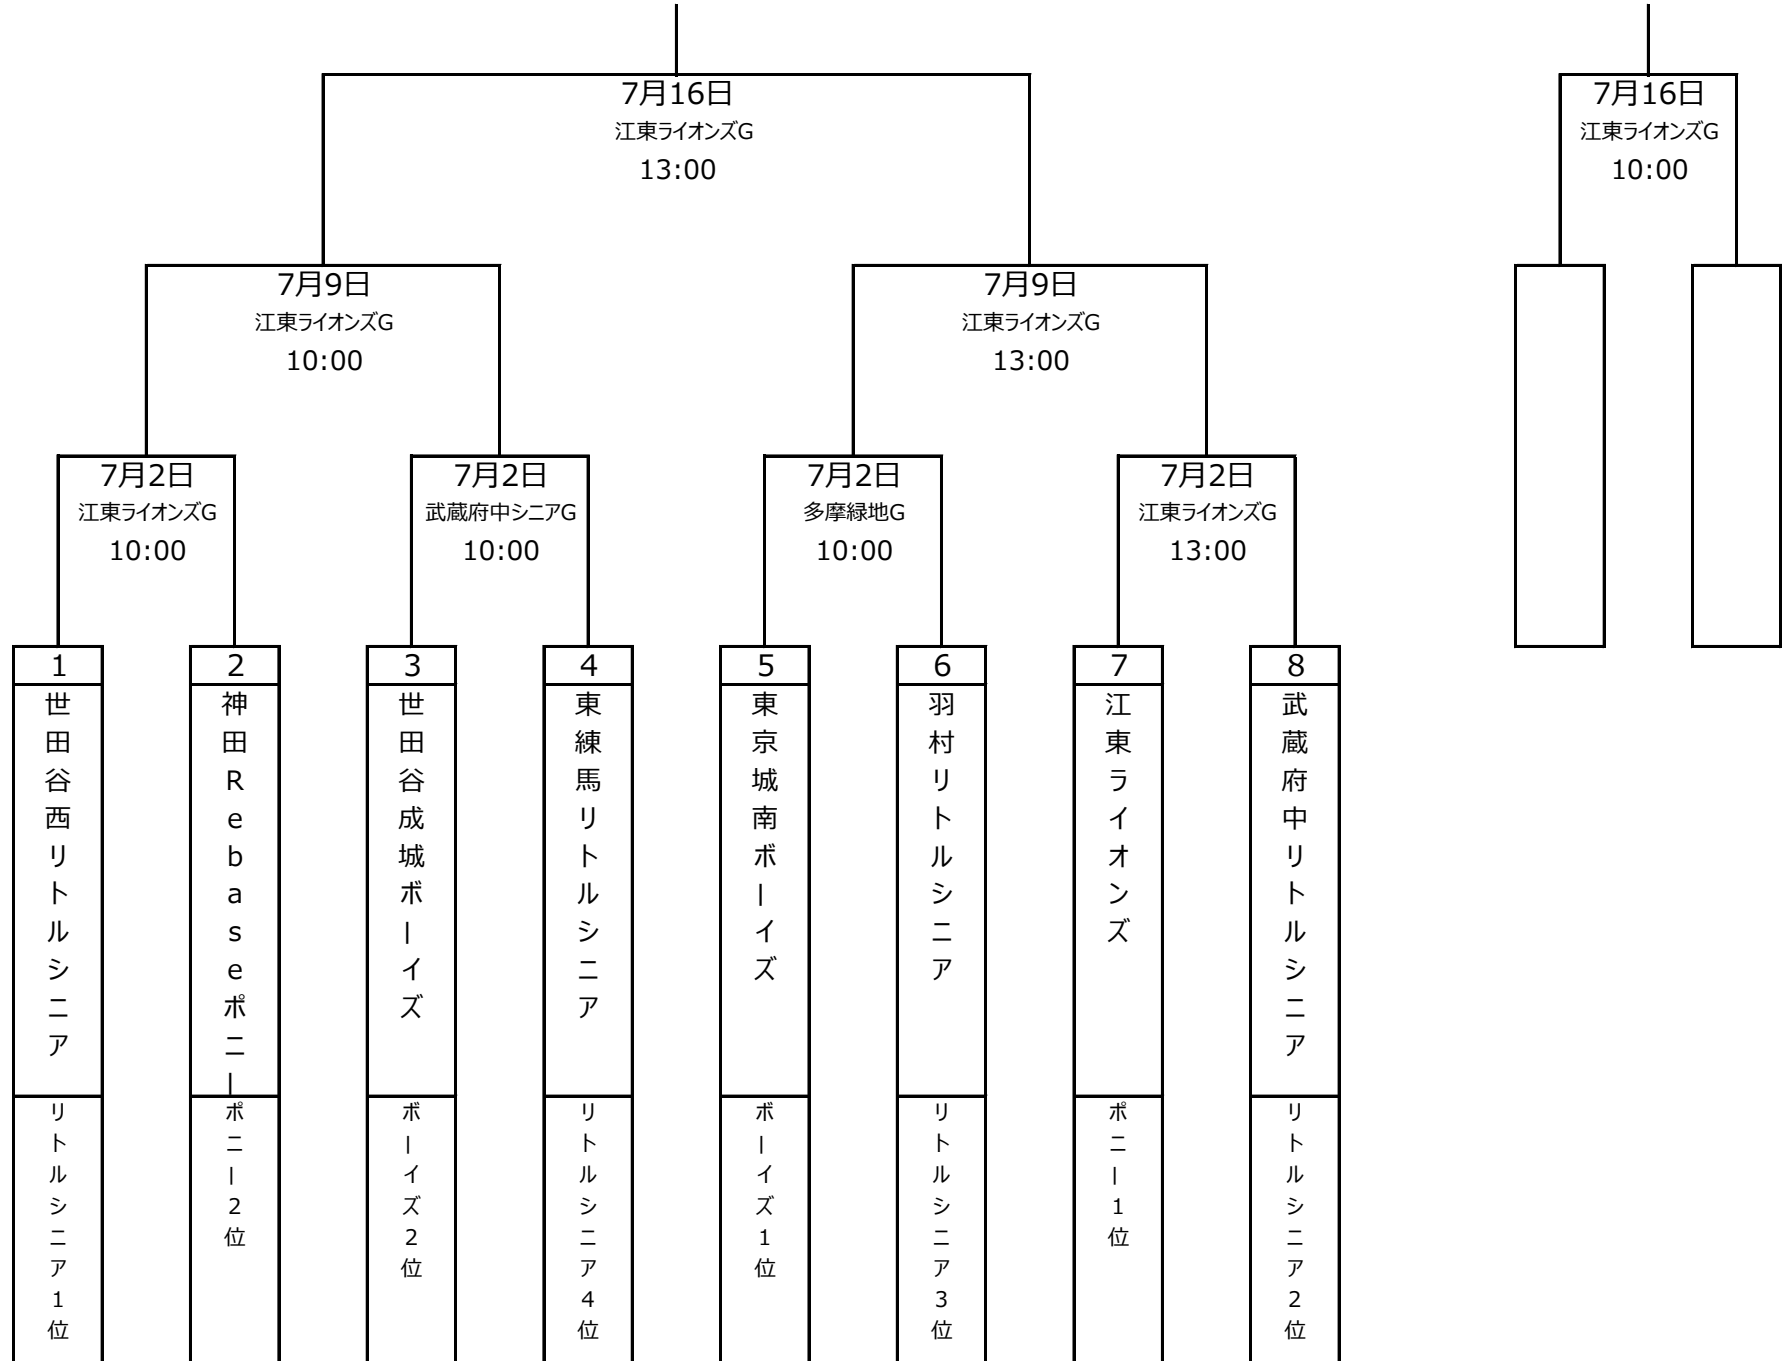 7月16日
江東ライオンズG
13:00
7月16日
江東ライオンズG
10:00
7月9日
江東ライオンズG
10:00
7月9日
江東ライオンズG
13:00
7月2日
江東ライオンズG
10:00
7月2日
武蔵府中シニアG
10:00
7月2日
多摩緑地G
10:00
7月2日
江東ライオンズG
13:00
1
世田谷西リトルシニア
リトルシニア1位
2
神田Rebaseポニー
ポニー2位
3
世田谷成城ボーイズ
ボーイズ2位
4
東練馬リトルシニア
リトルシニア4位
5
東京城南ボーイズ
ボーイズ1位
6
羽村リトルシニア
リトルシニア3位
7
江東ライオンズ
ポニー1位
8
武蔵府中リトルシニア
リトルシニア2位